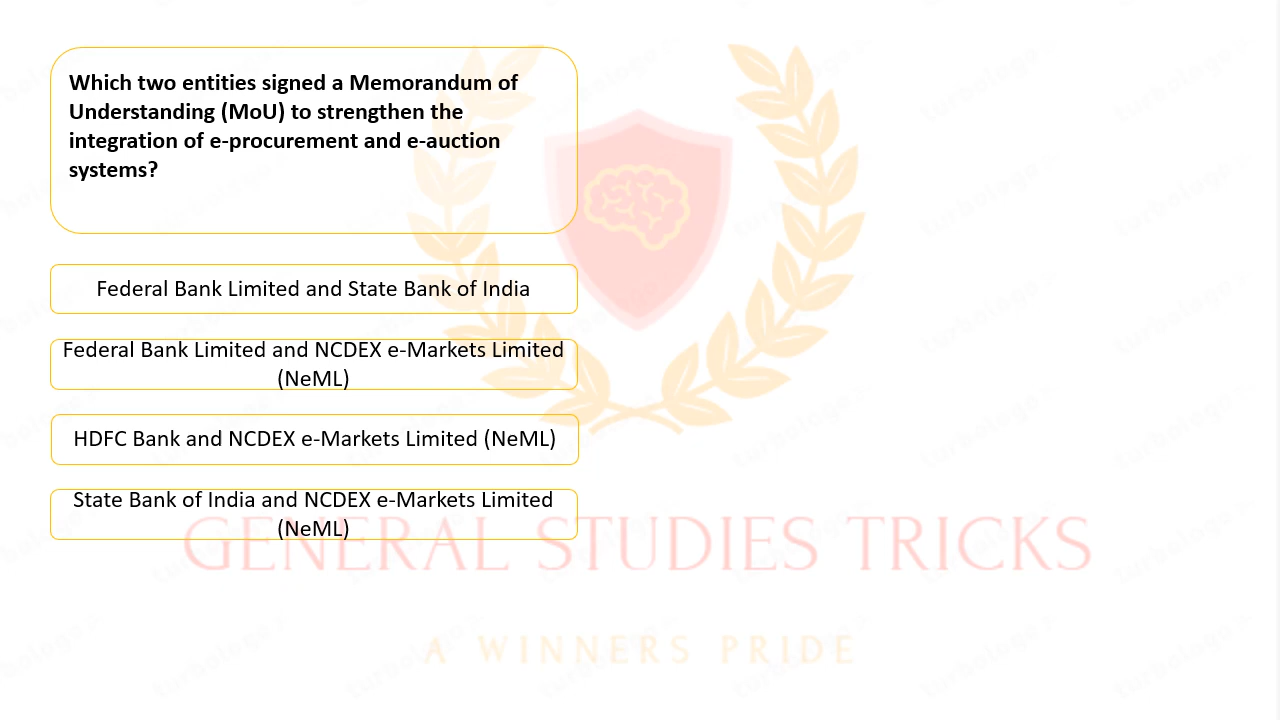 Which two entities signed a Memorandum of
Understanding (MoU) to strengthen the
integration of e-procurement and e-auction
systems?
Federal Bank Limited and State Bank of India
Federal Bank Limited and NCDEX e-Markets Limited
(NeML)
HDFC Bank and NCDEX e-Markets Limited (NeML)
State Bank of India and NCDEX e-Markets Limited
(NeML)
GENERAL STUDIES TRICKS
A WINNERS PRIDE